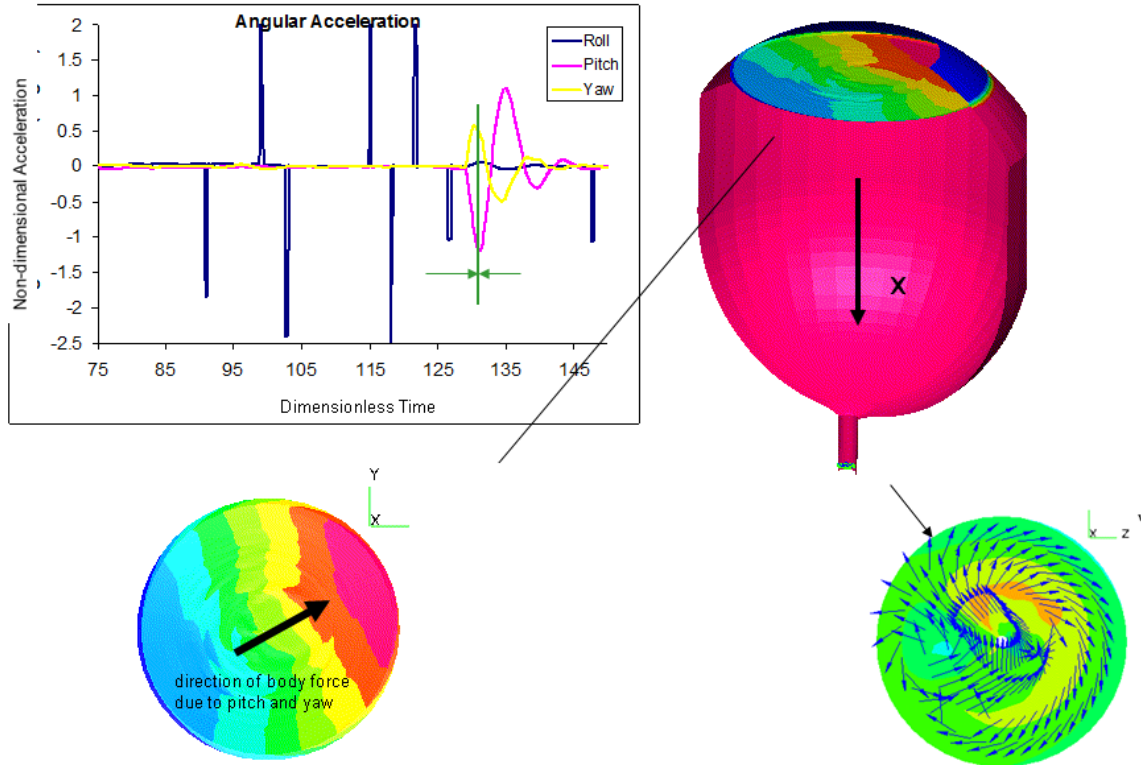 Angular Acceleration
Roll
Pitch
Yaw
Non-dimensional Acceleration
2
1.5
1
0.5
0
-0.5
-1
-1.5
-2
-2.5
75
85
95
105
115
125
135
145
Dimensionless Time
X
Y
X
direction of body force
due to pitch and yaw
x
z